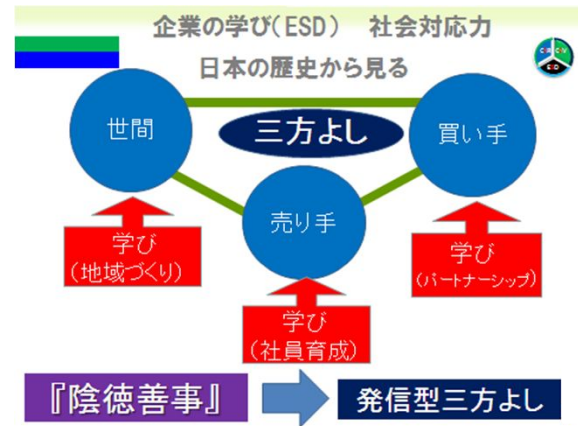 企業の学び(ESD)　社会対応力
日本の歴史から見る
世間
三方よし
買い手
売り手
学び
(地域づくり)
学び
(パートナーシップ)
学び
(社員育成)
『陰徳善事』
発信型三方よし